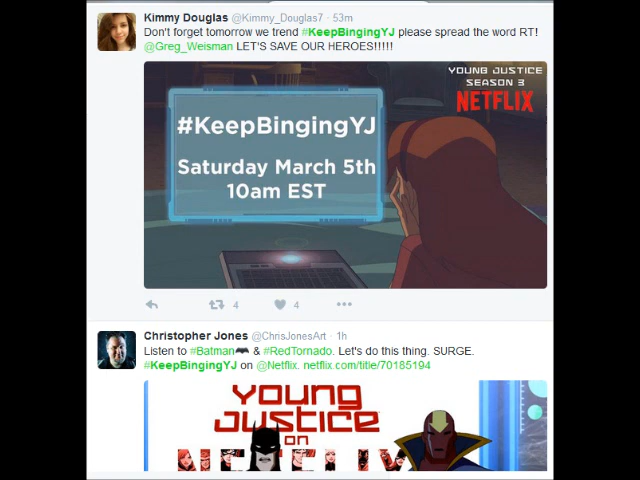 Kimmy Douglas @Kimmy_Douglas7 · 53m
Don't forget tomorrow we trend #KeepBingingYJ please spread the word RT!
@Greg_Weisman LET'S SAVE OUR HEROES!!!!!
YOUNG JUSTICE
SEASON 3
NETFLIX
#KeepBingingYJ
Saturday March 5th
10am EST
4
4
Christopher Jones @ChrisJonesArt · 1h
Listen to #Batman & #RedTornado. Let's do this thing. SURGE.
#KeepBingingYJ on @Netflix. netflix.com/title/70185194
YOUNG
JUSTICE
ON
NETFLIX